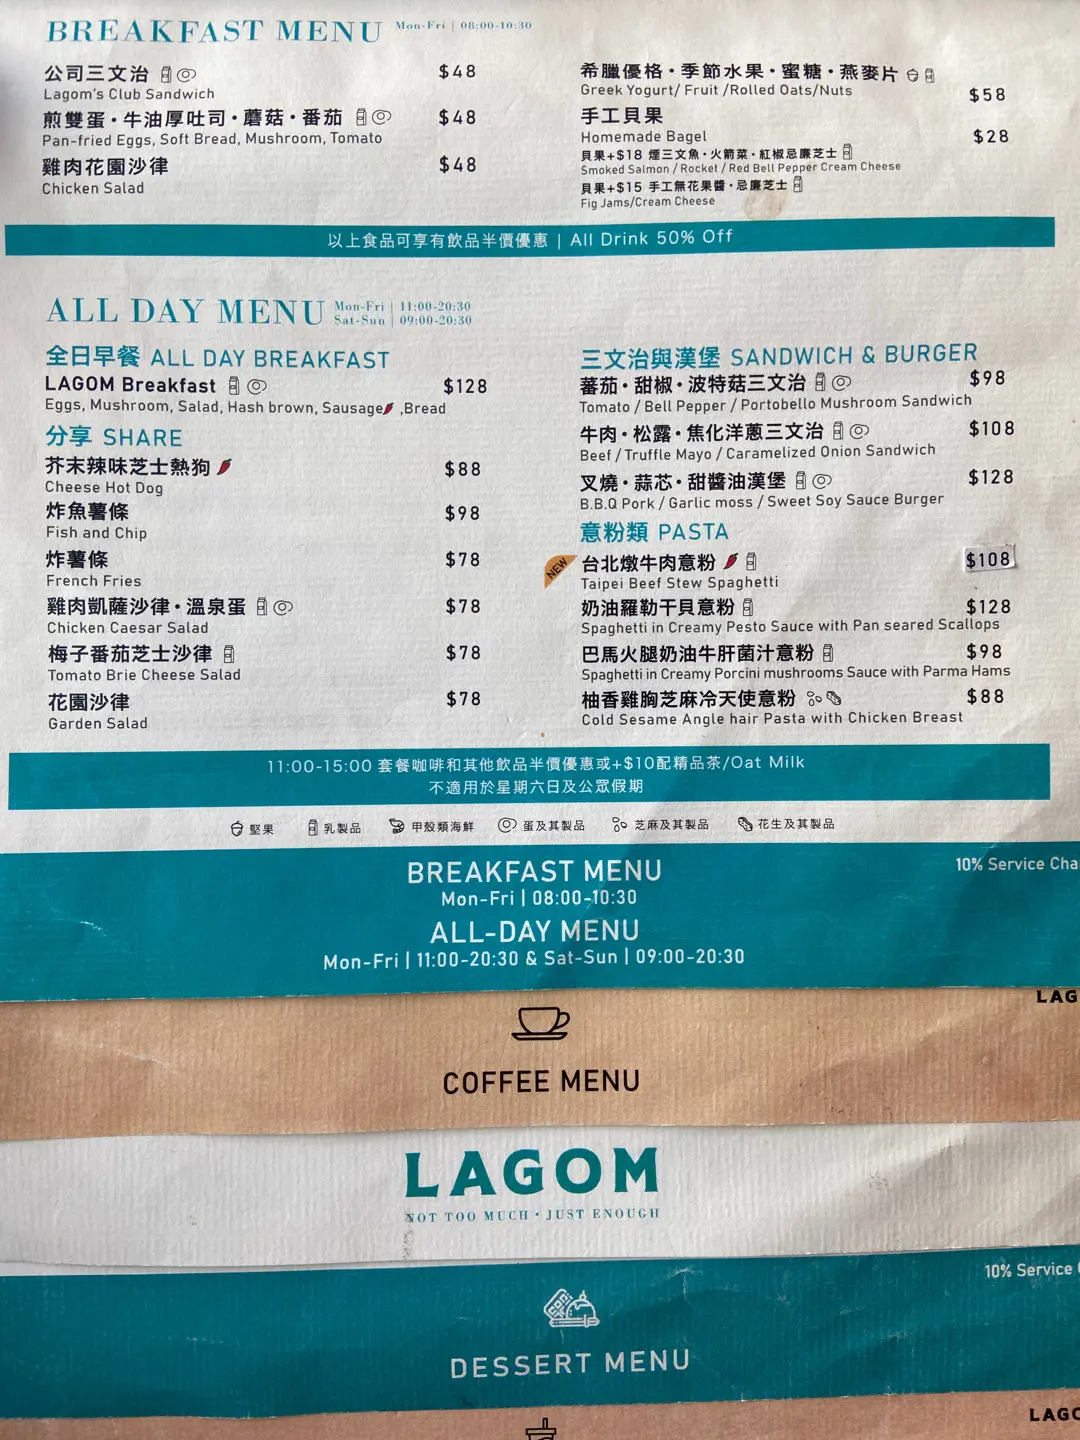 BREAKFAST MENU Mon-Fri | 08:00-10:30
公司三文治 $48
Lagom's Club Sandwich
煎雙蛋・牛油厚吐司・蘑菇・番茄 $48
Pan-fried Eggs, Soft Bread, Mushroom, Tomato
雞肉花園沙律 $48
Chicken Salad
希臘優格・季節水果・蜜糖・燕麥片
Greek Yogurt/ Fruit /Rolled Oats/Nuts $58
手工貝果
Homemade Bagel $28
貝果+$18 煙三文魚・火箭菜・紅椒忌廉芝士
Smoked Salmon / Rocket / Red Bell Pepper Cream Cheese
貝果+$15 手工無花果醬・忌廉芝士
Fig Jams/Cream Cheese
以上食品可享有飲品半價優惠 | All Drink 50% Off
ALL DAY MENU Mon-Fri | 11:00-20:30
Sat-Sun | 09:00-20:30
全日早餐 ALL DAY BREAKFAST
LAGOM Breakfast $128
Eggs, Mushroom, Salad, Hash brown, Sausage ,Bread
分享 SHARE
芥末辣味芝士熱狗 $88
Cheese Hot Dog
炸魚薯條 $98
Fish and Chip
炸薯條 $78
French Fries
雞肉凱薩沙律・溫泉蛋 $78
Chicken Caesar Salad
梅子番茄芝士沙律 $78
Tomato Brie Cheese Salad
花園沙律 $78
Garden Salad
三文治與漢堡 SANDWICH & BURGER
蕃茄・甜椒・波特菇三文治 $98
Tomato / Bell Pepper / Portobello Mushroom Sandwich
牛肉・松露・焦化洋蔥三文治 $108
Beef / Truffle Mayo / Caramelized Onion Sandwich
叉燒・蒜芯・甜醬油漢堡 $128
B.B.Q Pork / Garlic moss / Sweet Soy Sauce Burger
意粉類 PASTA
NEW 台北燉牛肉意粉 $108
Taipei Beef Stew Spaghetti
奶油羅勒干貝意粉 $128
Spaghetti in Creamy Pesto Sauce with Pan seared Scallops
巴馬火腿奶油牛肝菌汁意粉 $98
Spaghetti in Creamy Porcini mushrooms Sauce with Parma Hams
柚香雞胸芝麻冷天使意粉 $88
Cold Sesame Angle hair Pasta with Chicken Breast
11:00-15:00 套餐咖啡和其他飲品半價優惠或+$10配精品茶/Oat Milk
不適用於星期六日及公眾假期
堅果 乳製品 甲殼類海鮮 蛋及其製品 芝麻及其製品 花生及其製品
BREAKFAST MENU
Mon-Fri | 08:00-10:30
10% Service Cha
ALL-DAY MENU
Mon-Fri | 11:00-20:30 & Sat-Sun | 09:00-20:30
LAG
COFFEE MENU
LAGOM
NOT TOO MUCH・JUST ENOUGH
10% Service
DESSERT MENU
LAGO